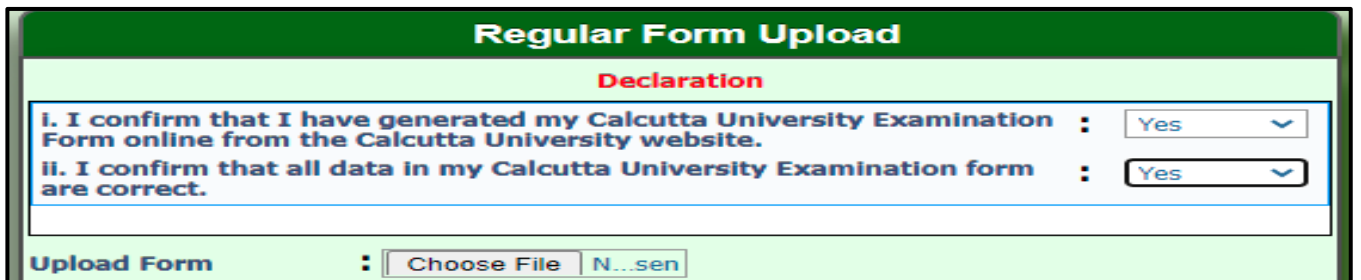 Regular Form Upload
Declaration
i. I confirm that I have generated my Calcutta University Examination : Yes
Form online from the Calcutta University website.
ii. I confirm that all data in my Calcutta University Examination form : Yes
are correct.
Upload Form : Choose File N...sen